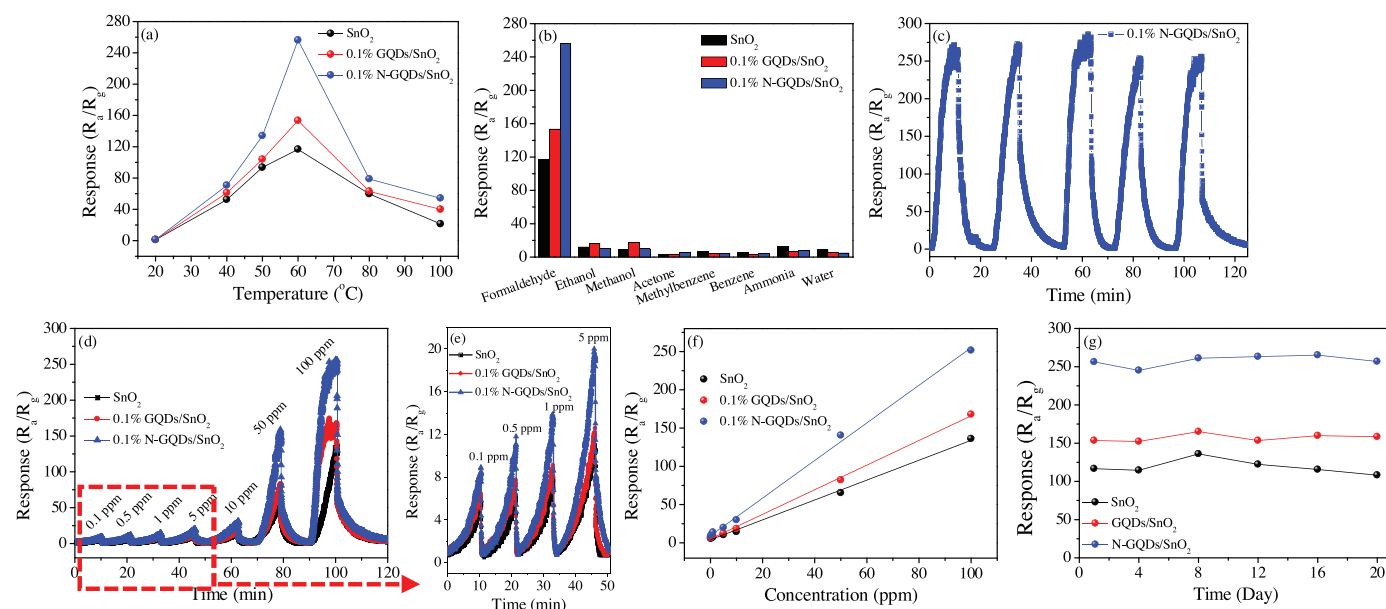 (a)
SnO2
0.1% GQDs/SnO2
0.1% N-GQDs/SnO2
280
240
200
160
120
80
40
0
Response (Ra/Rg)
20 30 40 50 60 70 80 90 100
Temperature (oC)
(b)
SnO2
0.1% GQDs/SnO2
0.1% N-GQDs/SnO2
280
240
200
160
120
80
40
0
Response (Ra/Rg)
Formaldehyde
Ethanol
Methanol
Acetone
Methylbenzene
Benzene
Ammonia
Water
(c)
0.1% N-GQDs/SnO2
300
250
200
150
100
50
0
Response (Ra/Rg)
0 20 40 60 80 100 120
Time (min)
(d)
SnO2
0.1% GQDs/SnO2
0.1% N-GQDs/SnO2
300
250
200
150
100
50
0
Response (Ra/Rg)
0.1 ppm
0.5 ppm
1 ppm
5 ppm
10 ppm
50 ppm
100 ppm
0 20 40 60 80 100 120
Time (min)
(e)
SnO2
0.1% GQDs/SnO2
0.1% N-GQDs/SnO2
20
16
12
8
4
0
Response (Ra/Rg)
0.1 ppm
0.5 ppm
1 ppm
5 ppm
0 10 20 30 40 50
Time (min)
(f)
SnO2
0.1% GQDs/SnO2
0.1% N-GQDs/SnO2
250
200
150
100
50
0
Response (Ra/Rg)
0 20 40 60 80 100
Concentration (ppm)
(g)
SnO2
GQDs/SnO2
N-GQDs/SnO2
300
250
200
150
100
50
0
Response (Ra/Rg)
0 4 8 12 16 20
Time (Day)